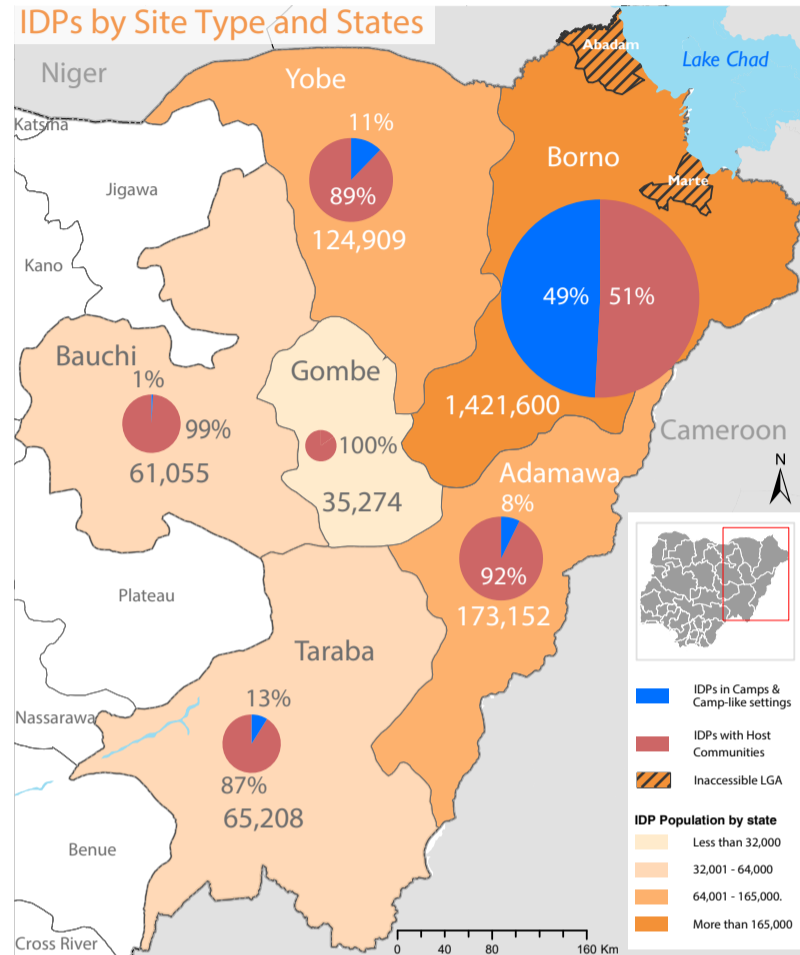 IDPs by Site Type and States
Niger
Yobe
Abadam
Lake Chad
Katsina
11%
89%
124,909
Jigawa
Borno
Marte
Kano
49%
51%
Bauchi
1%
99%
61,055
Gombe
100%
35,274
1,421,600
Cameroon
Adamawa
8%
92%
173,152
N
Plateau
Taraba
13%
87%
65,208
Nassarawa
Benue
Cross River
IDPs in Camps &
Camp-like settings
IDPs with Host
Communities
Inaccessible LGA
IDP Population by state
Less than 32,000
32,001 - 64,000
64,001 - 165,000.
More than 165,000
0 40 80 160 Km